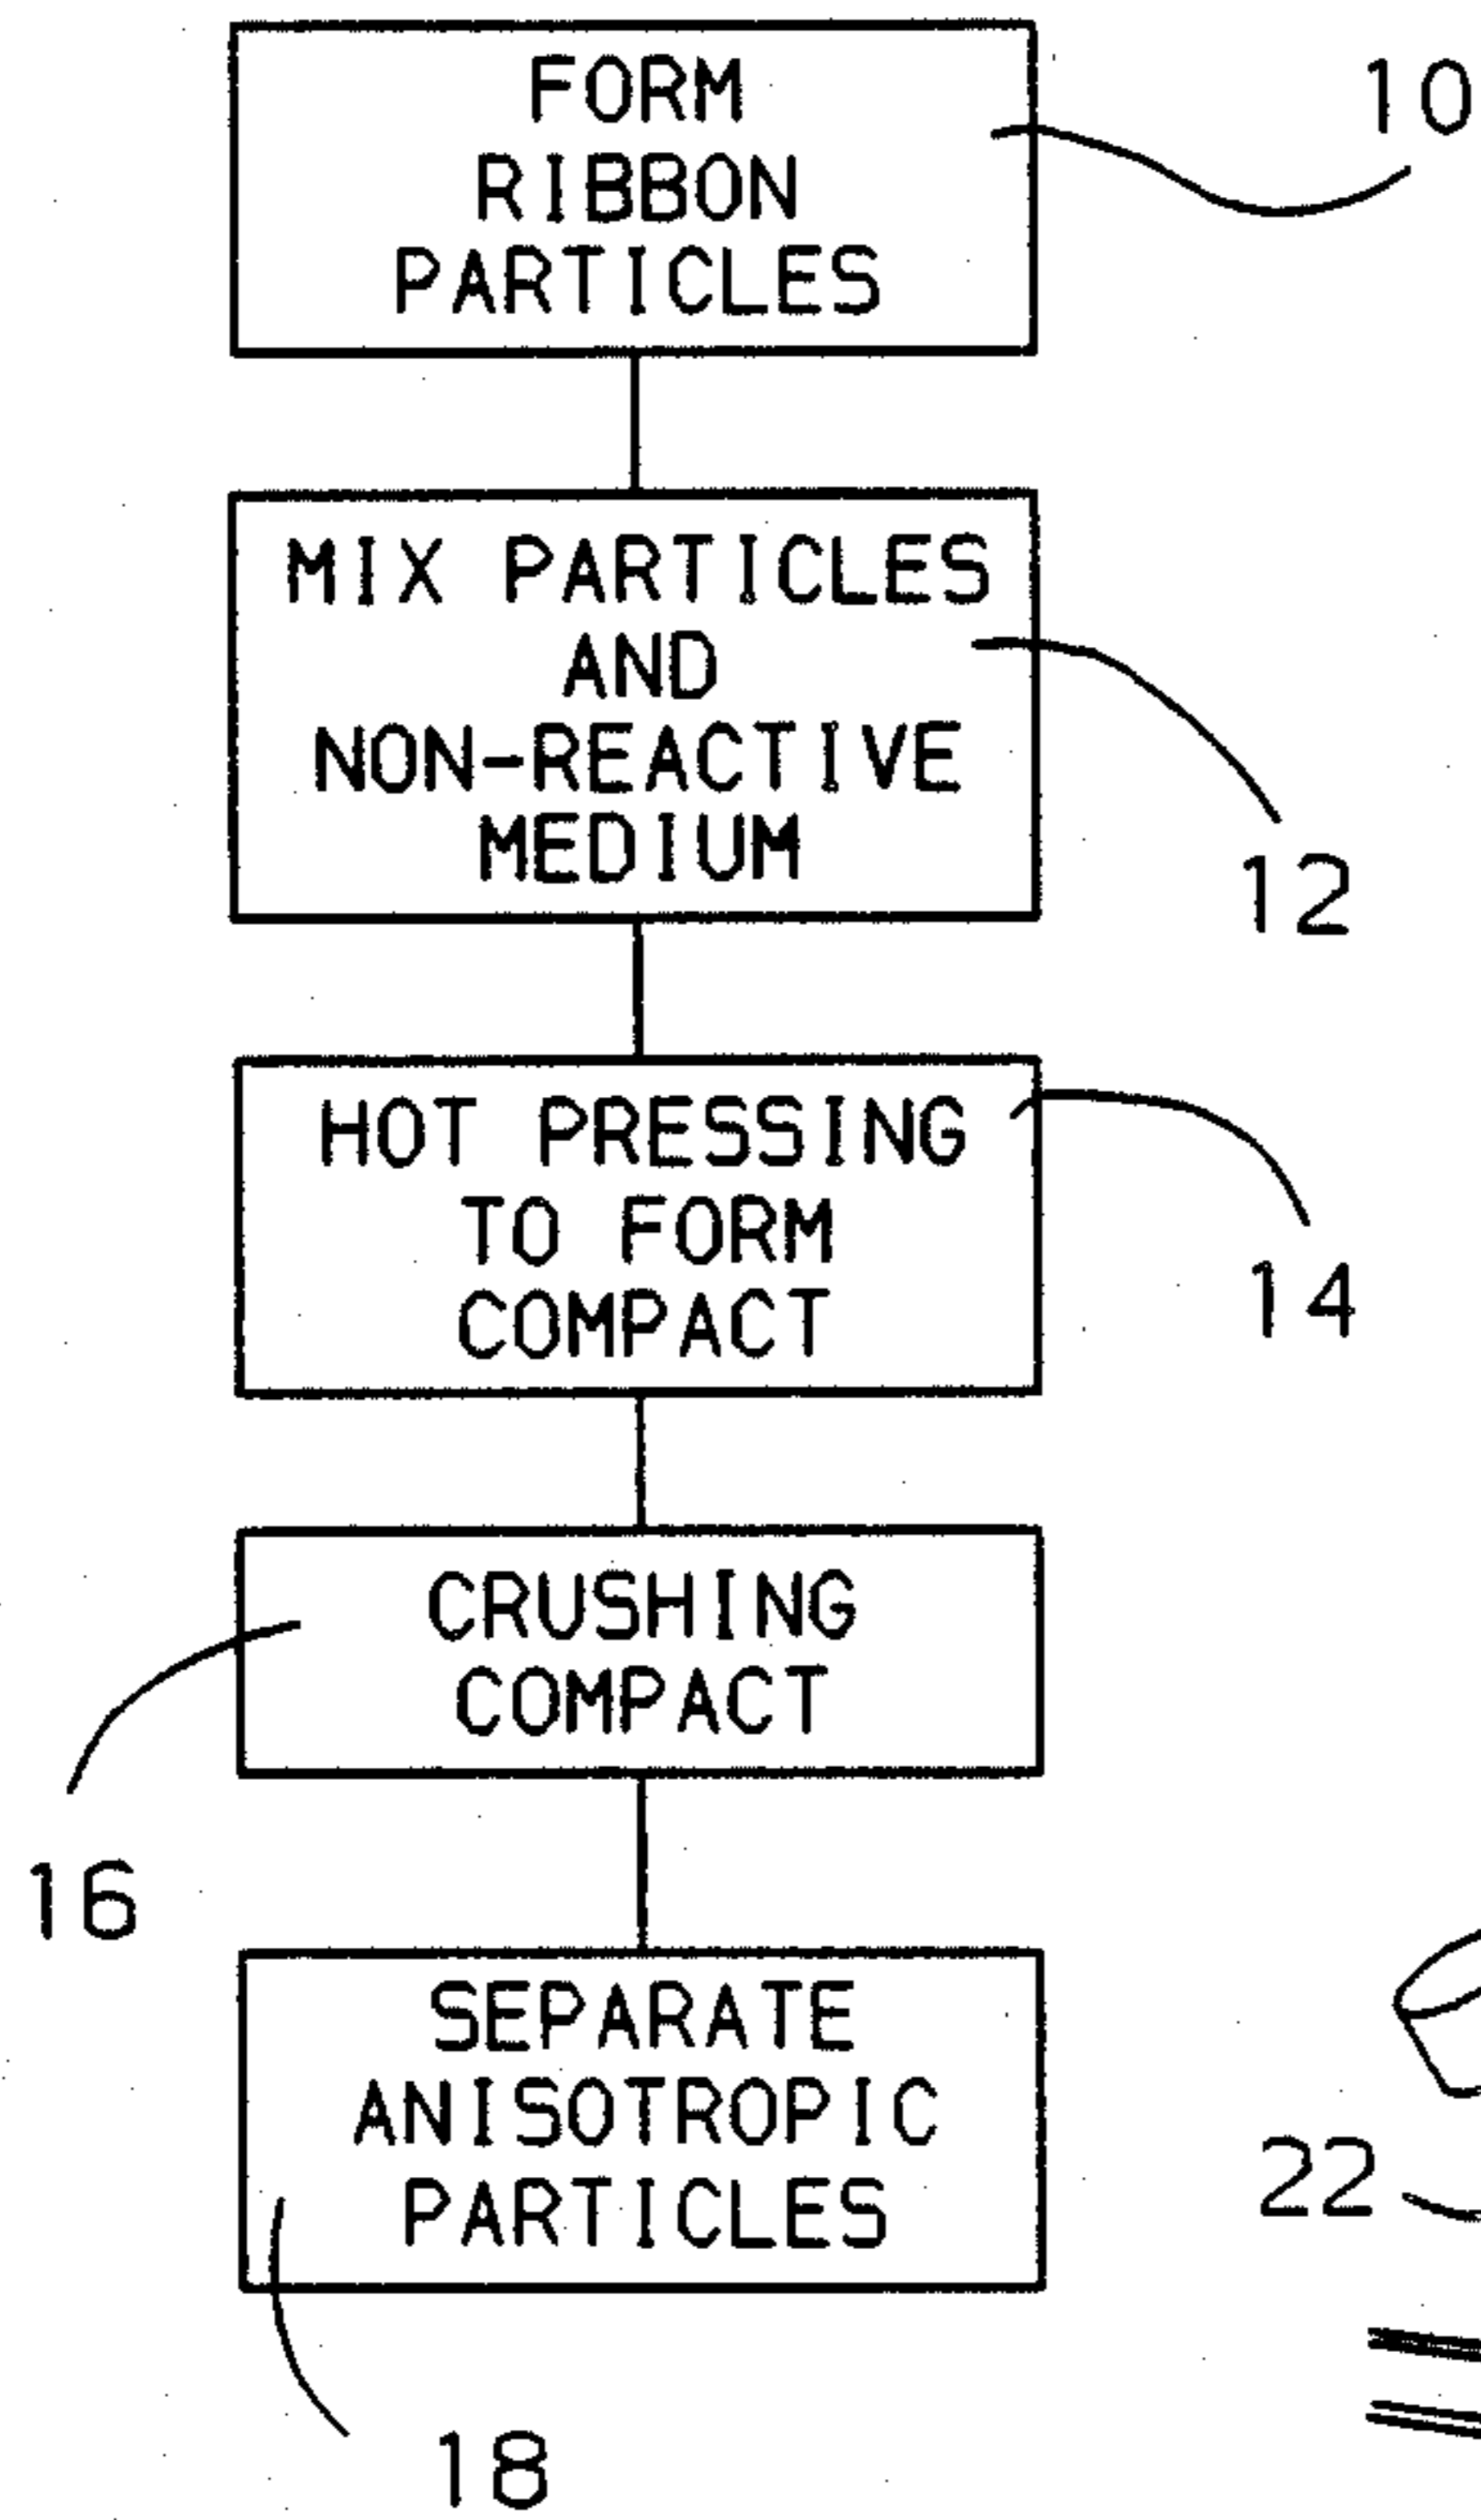 FORM
RIBBON
PARTICLES
10
MIX PARTICLES
AND
NON-REACTIVE
MEDIUM
12
HOT PRESSING
TO FORM
COMPACT
14
CRUSHING
COMPACT
16
SEPARATE
ANISOTROPIC
PARTICLES
22
18